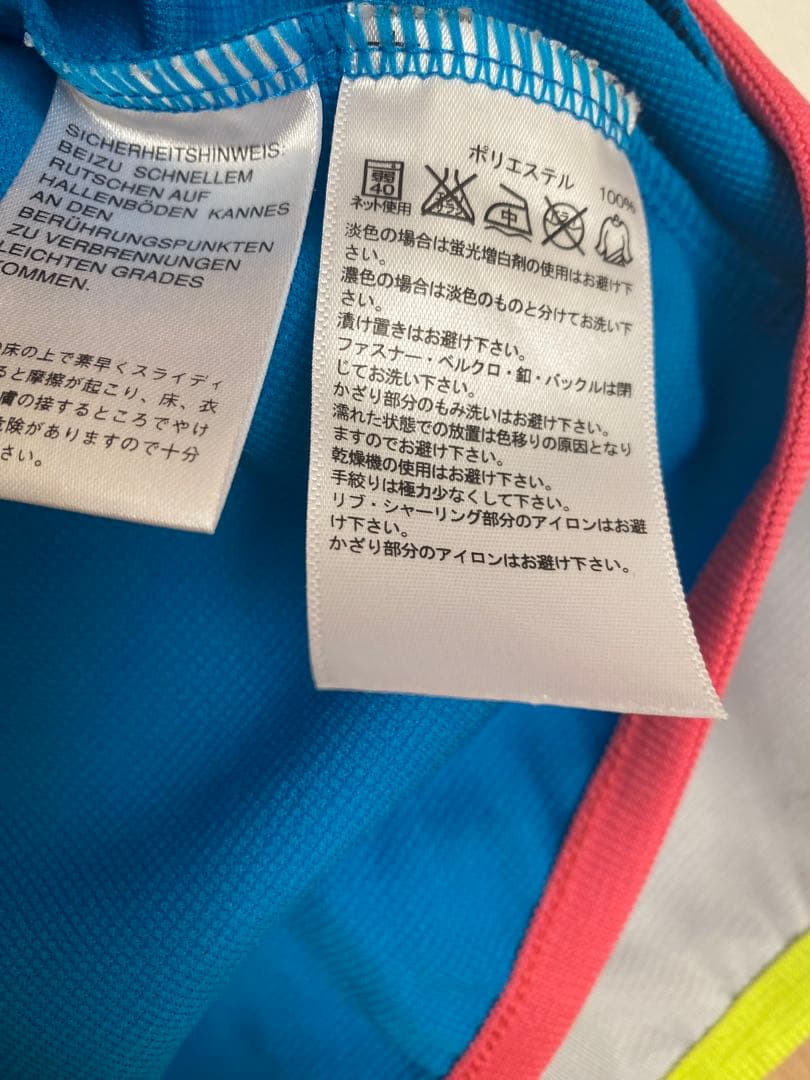 SICHERHEITSHINWEIS:
BEIZU SCHNELLEM
RUTSCHEN AUF
HALLENBÖDEN KANNES
AN DEN
BERÜHRUNGSPUNKTEN
ZU VERBRENNUNGEN
LEICHTEN GRADES
KOMMEN.
床の上で素早くスライディ
ると摩擦が起こり、床、衣
膚の接するところでやけ
危険がありますので十分
さい。
ポリエステル 100%
弱
40
ネット使用
中
淡色の場合は蛍光増白剤の使用はお避け下
さい。
濃色の場合は淡色のものと分けてお洗い下
さい。
漬け置きはお避け下さい。
ファスナー・ベルクロ・釦・バックルは閉
じてお洗い下さい。
かざり部分のもみ洗いはお避け下さい。
濡れた状態での放置は色移りの原因となり
ますのでお避け下さい。
乾燥機の使用はお避け下さい。
手絞りは極力少なくして下さい。
リブ・シャーリング部分のアイロンはお避
け下さい。
かざり部分のアイロンはお避け下さい。